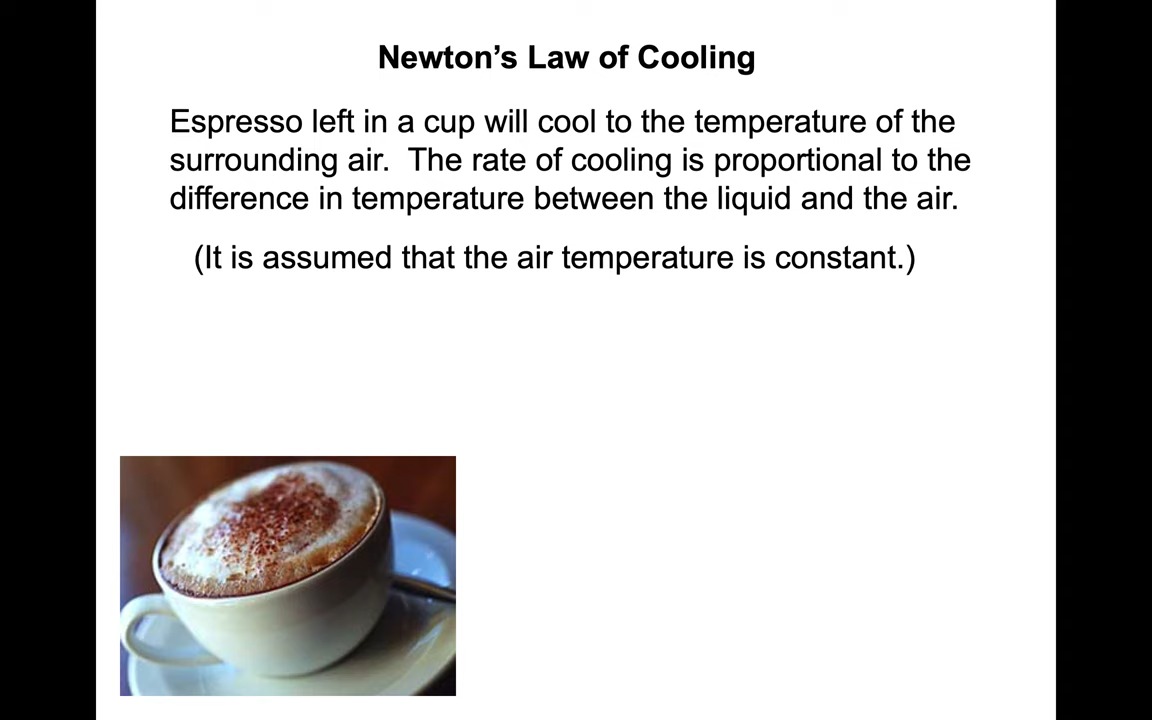 Newton’s Law of Cooling
Espresso left in a cup will cool to the temperature of the
surrounding air.  The rate of cooling is proportional to the
difference in temperature between the liquid and the air.
(It is assumed that the air temperature is constant.)